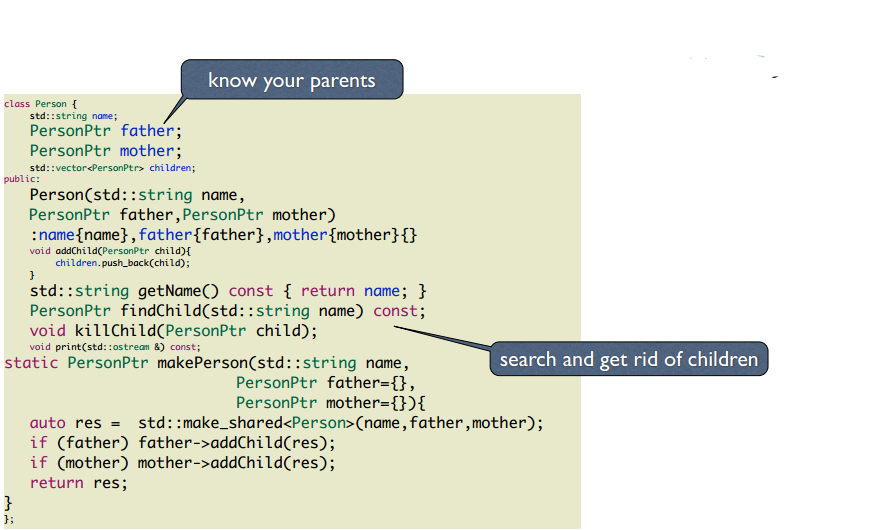 know your parents
class Person {
    std::string name;
    PersonPtr father;
    PersonPtr mother;
    std::vector<PersonPtr> children;
public:
    Person(std::string name,
    PersonPtr father,PersonPtr mother)
    :name{name},father{father},mother{mother}{}
    void addChild(PersonPtr child){
        children.push_back(child);
    }
    std::string getName() const { return name; }
    PersonPtr findChild(std::string name) const;
    void killChild(PersonPtr child);
    void print(std::ostream &) const;
search and get rid of children
static PersonPtr makePerson(std::string name,
                            PersonPtr father={},
                            PersonPtr mother={}){
    auto res =  std::make_shared<Person>(name,father,mother);
    if (father) father->addChild(res);
    if (mother) mother->addChild(res);
    return res;
}
};